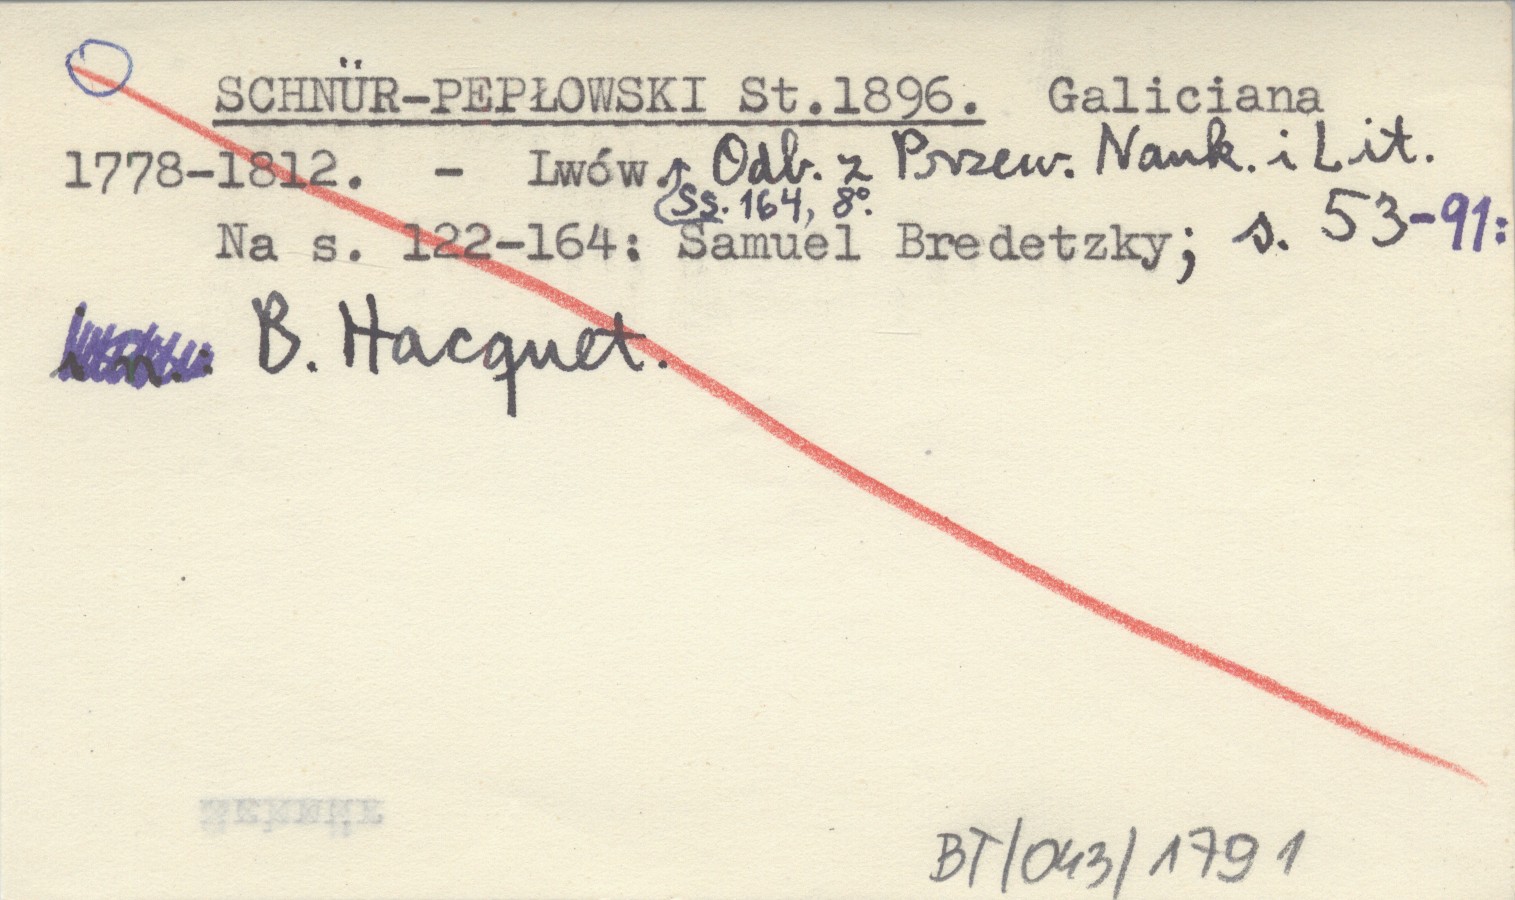 SCHNÜR-PEPŁOWSKI St.1896. Galiciana
1778-1812. - Lwów. Odb. z Przew. Nauk. i Lit.
Ss. 164, 8°.
Na s. 122-164: Samuel Bredetzky; s. 53-91:
B. Hacquet.
BT/043/1791